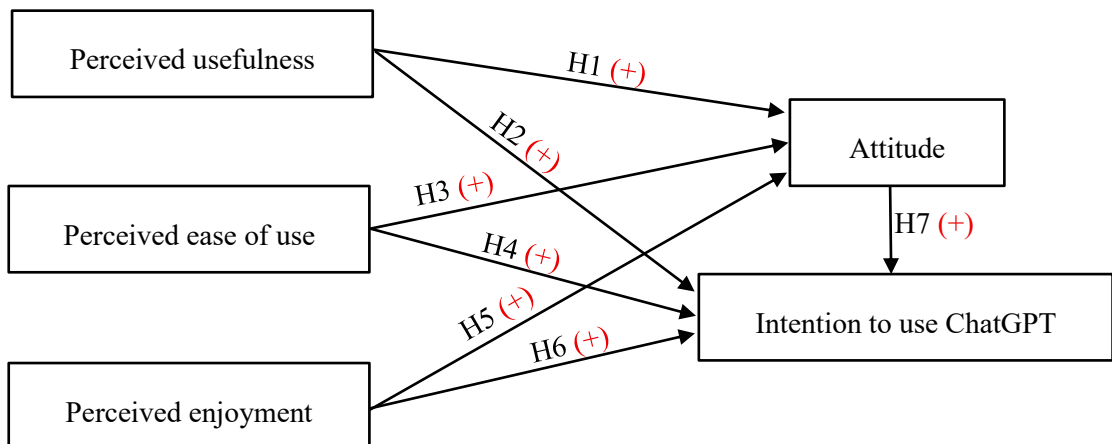 Perceived usefulness
H1 (+)
H2 (+)
Attitude
H3 (+)
Perceived ease of use
H7 (+)
H4 (+)
H5 (+)
Intention to use ChatGPT
H6 (+)
Perceived enjoyment